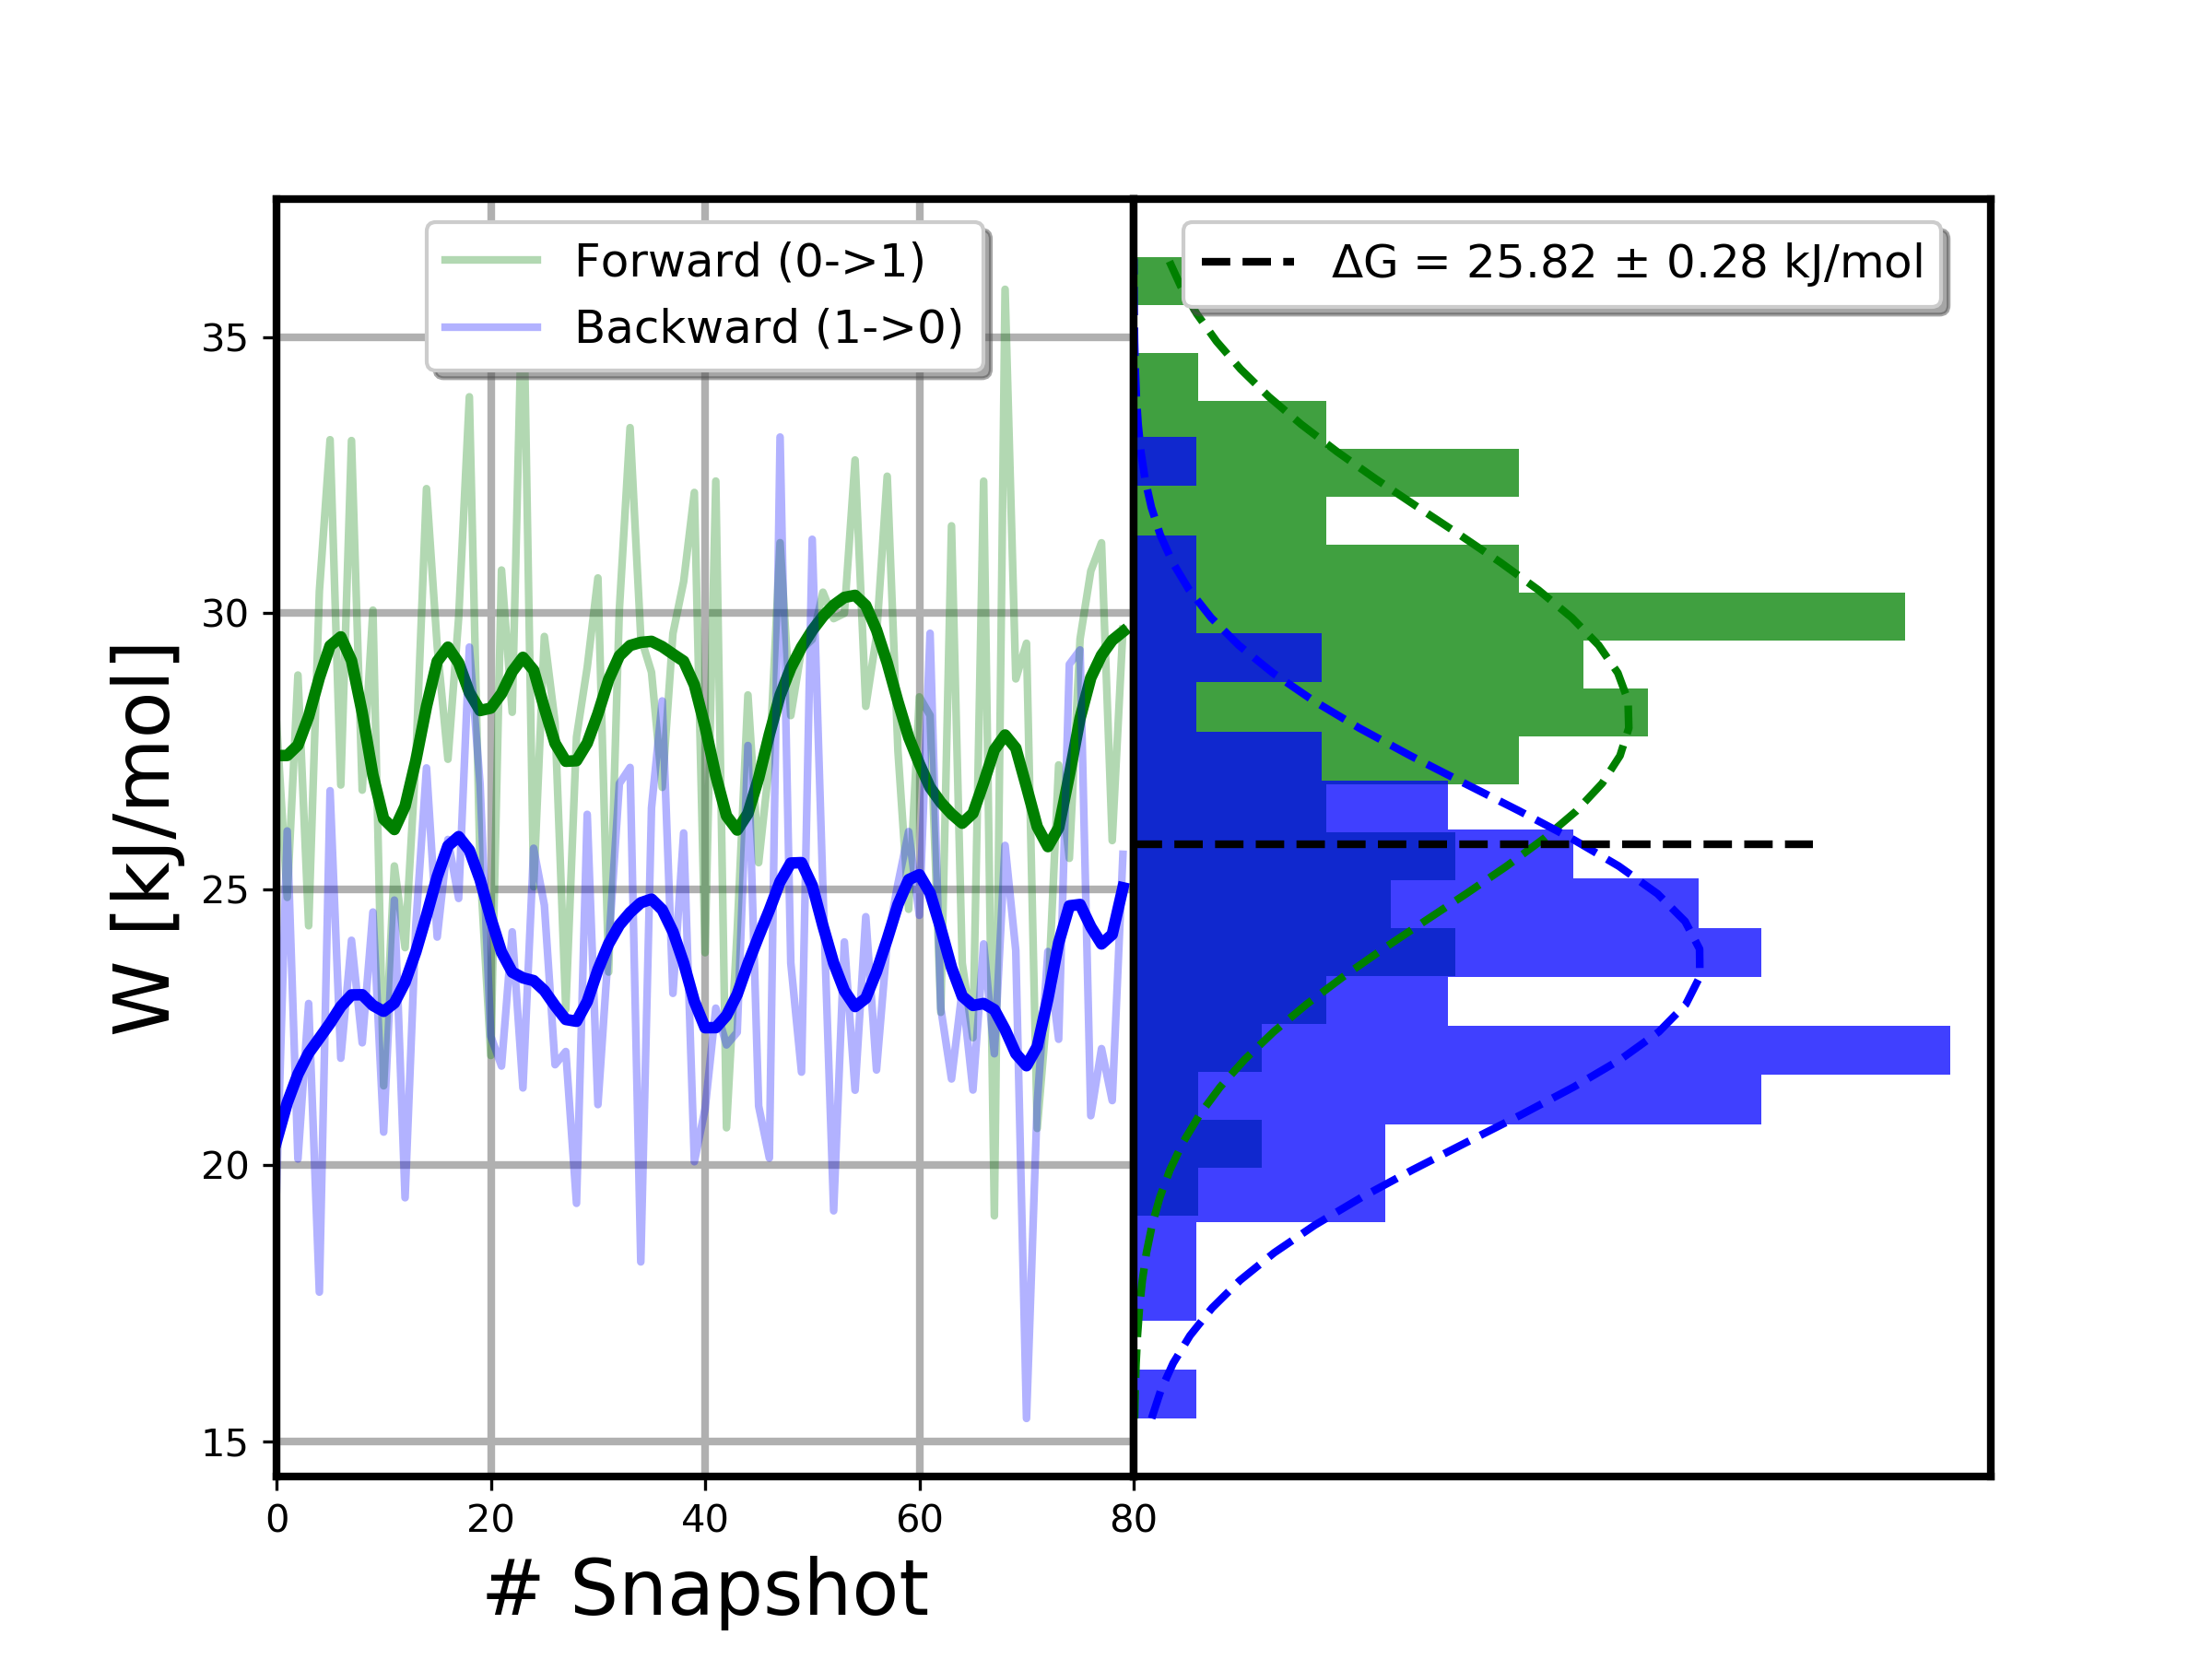 Forward (0->1)
Backward (1->0)
ΔG = 25.82 ± 0.28 kJ/mol
W [kJ/mol]
35
30
25
20
15
0 20 40 60 80
# Snapshot